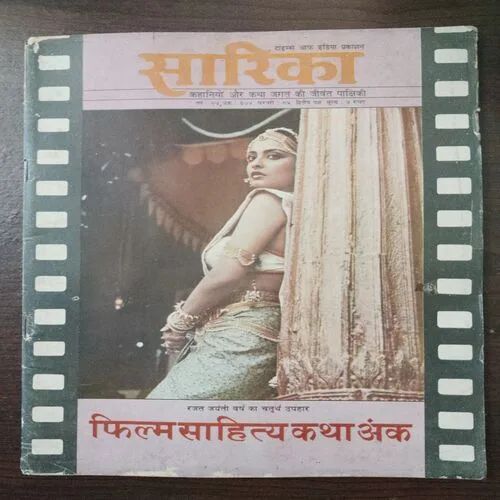 टाइम्स आफ इंडिया प्रकाशन
सारिका
कहानियों और कथा जगत की जीवंत पाक्षिकी
रजत जयंती वर्ष का चतुर्थ उपहार
फिल्म साहित्य कथा अंक